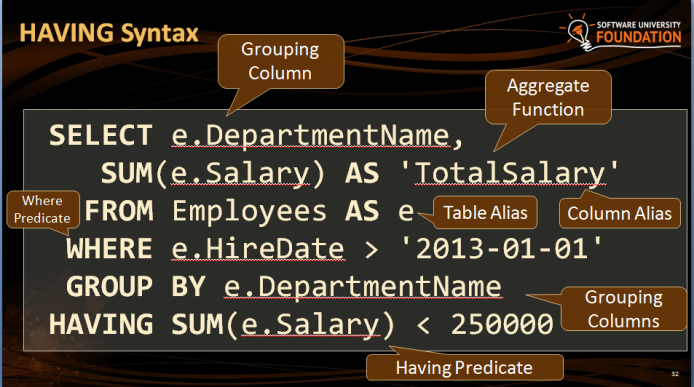 HAVING Syntax
SOFTWARE UNIVERSITY
FOUNDATION
Grouping
Column
Aggregate
Function
SELECT e.DepartmentName,
SUM(e.Salary) AS 'TotalSalary'
Where
Predicate
FROM Employees AS e
Table Alias
Column Alias
WHERE e.HireDate > '2013-01-01'
GROUP BY e.DepartmentName
Grouping
Columns
HAVING SUM(e.Salary) < 250000
Having Predicate
32